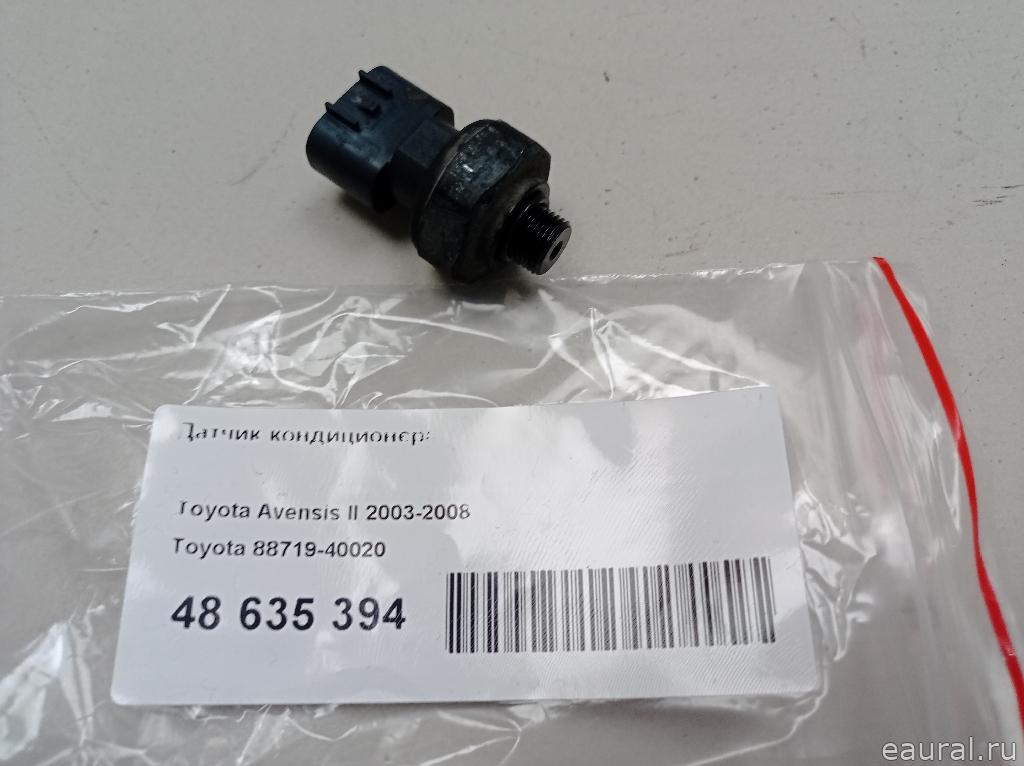 Датчик кондиционера
Toyota Avensis II 2003-2008
Toyota 88719-40020
48 635 394
eaural.ru